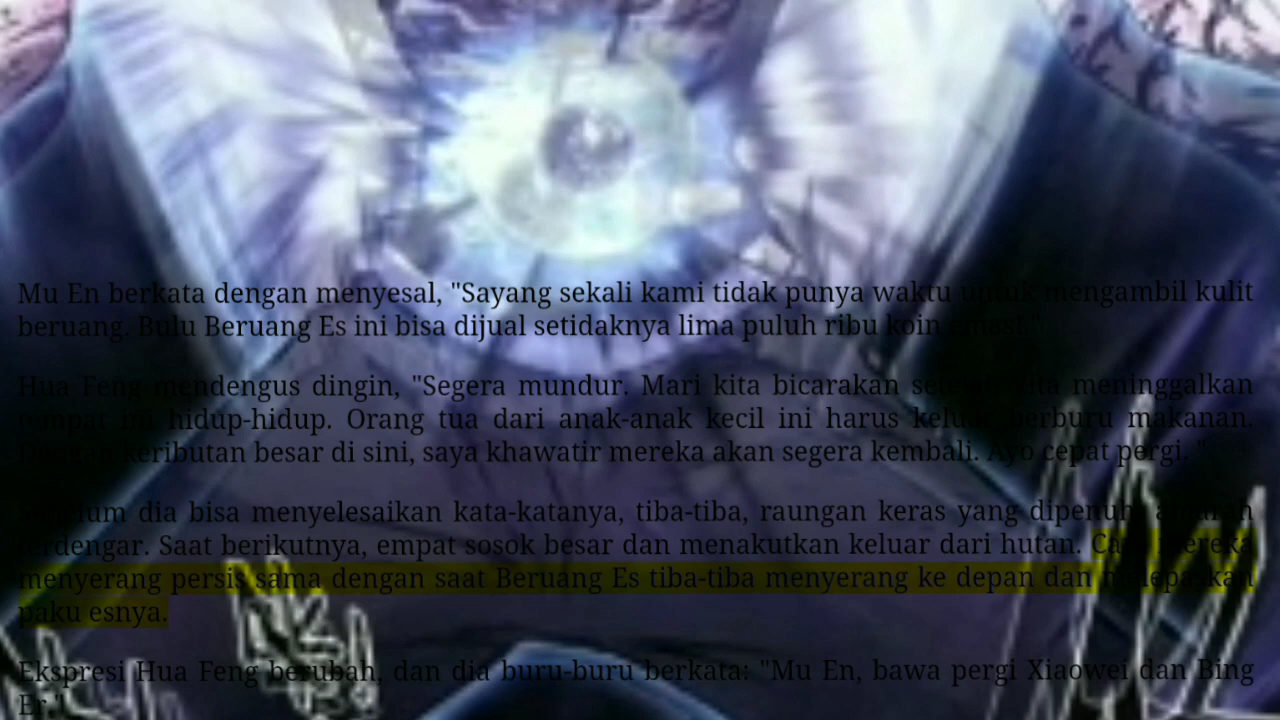 Mu En berkata dengan menyesal, "Sayang sekali kami tidak punya waktu untuk mengambil kulit
beruang. Bulu Beruang Es ini bisa dijual setidaknya lima puluh ribu koin emas! "
Hua Feng mendengus dingin, "Segera mundur. Mari kita bicarakan setelah kita meninggalkan
tempat ini hidup-hidup. Orang tua dari anak-anak kecil ini harus keluar berburu makanan.
Dengan keributan besar di sini, saya khawatir mereka akan segera kembali. Ayo cepat pergi. "
Sebelum dia bisa menyelesaikan kata-katanya, tiba-tiba, raungan keras yang dipenuhi amarah
terdengar. Saat berikutnya, empat sosok besar dan menakutkan keluar dari hutan. Cara mereka
menyerang persis sama dengan saat Beruang Es tiba-tiba menyerang ke depan dan melepaskan
paku esnya.
Ekspresi Hua Feng berubah, dan dia buru-buru berkata: "Mu En, bawa pergi Xiaowei dan Bing
Er."